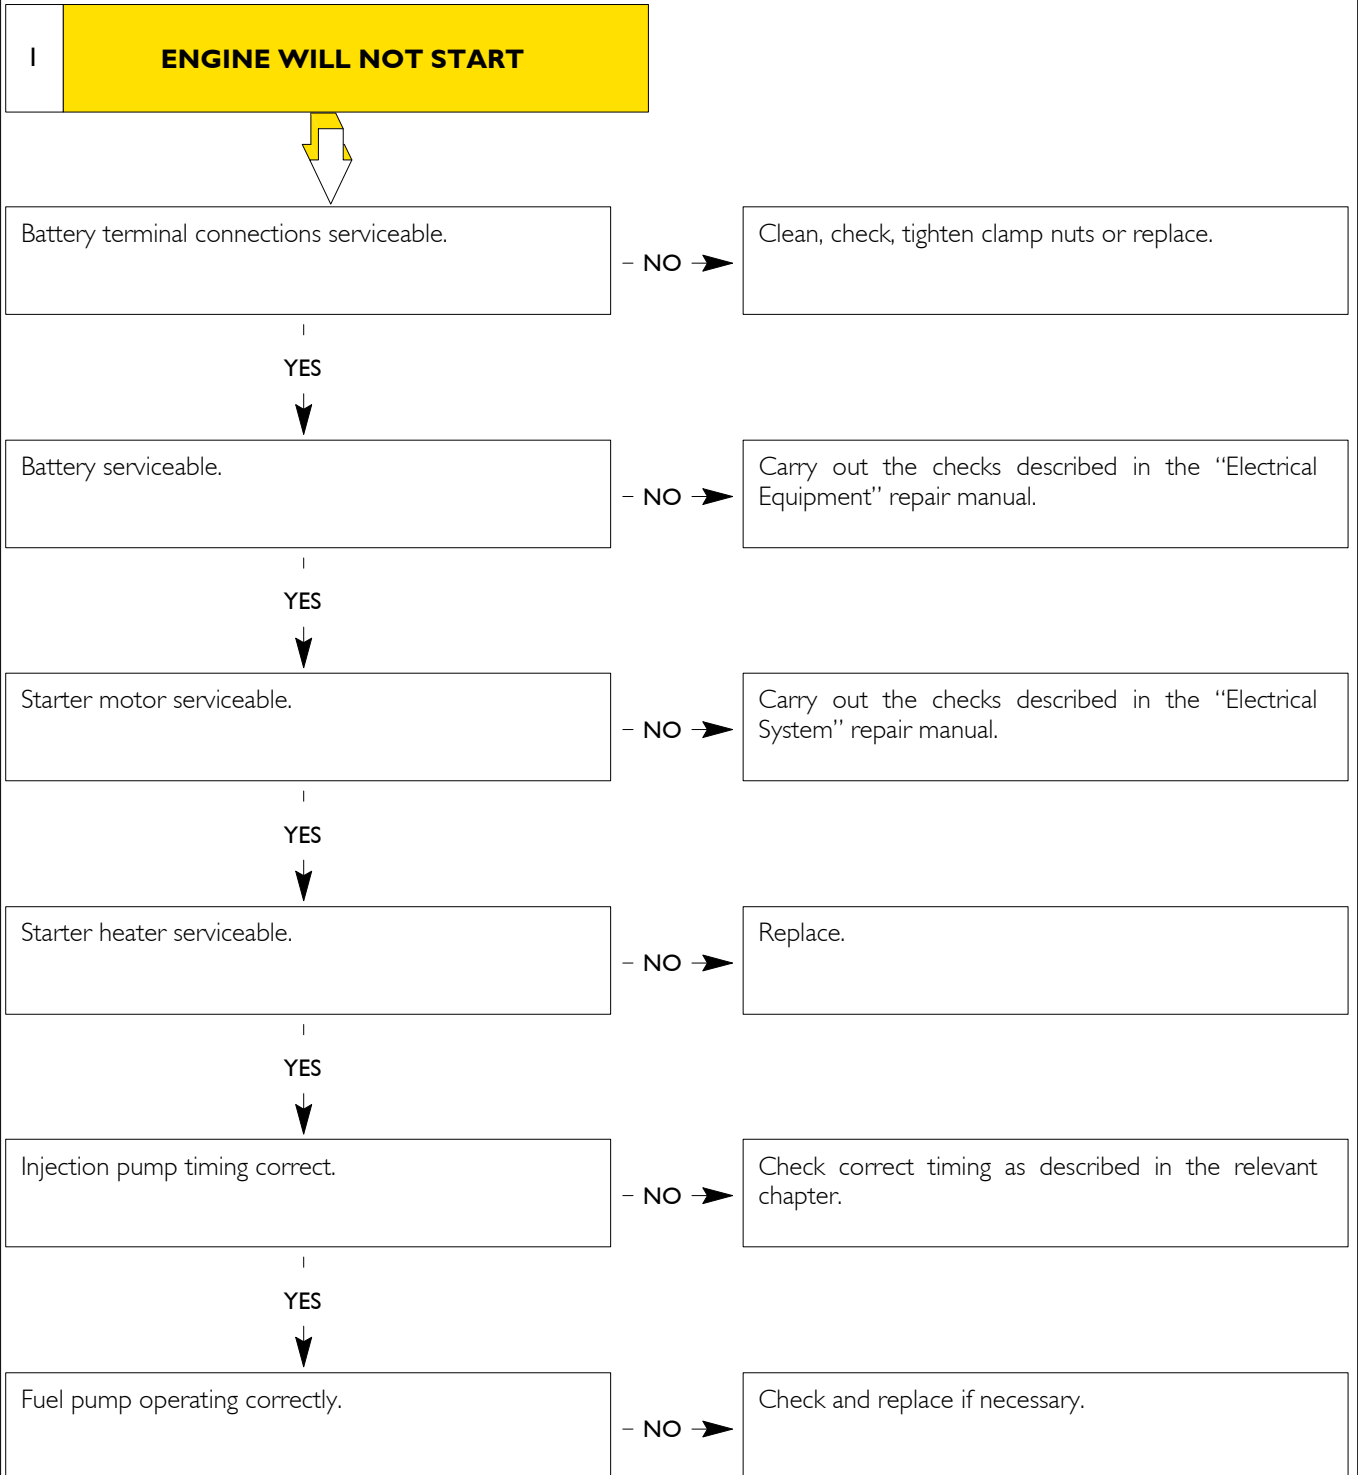 1
ENGINE WILL NOT START
Battery terminal connections serviceable.
– NO
Clean, check, tighten clamp nuts or replace.
YES
Battery serviceable.
– NO
Carry out the checks described in the “Electrical
Equipment” repair manual.
YES
Starter motor serviceable.
– NO
Carry out the checks described in the “Electrical
System” repair manual.
YES
Starter heater serviceable.
– NO
Replace.
YES
Injection pump timing correct.
– NO
Check correct timing as described in the relevant
chapter.
YES
Fuel pump operating correctly.
– NO
Check and replace if necessary.